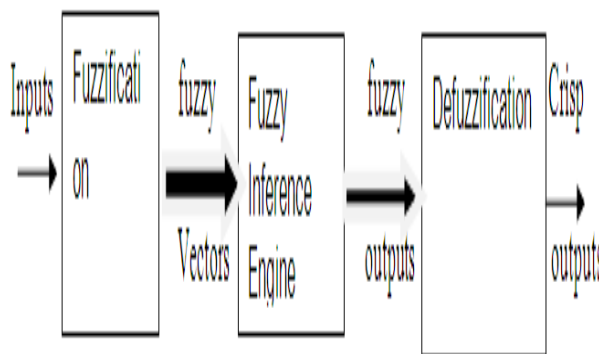 Inputs
Fuzzificati
on
fuzzy
Vectors
Fuzzy
Inference
Engine
fuzzy
outputs
Defuzzification
Crisp
outputs